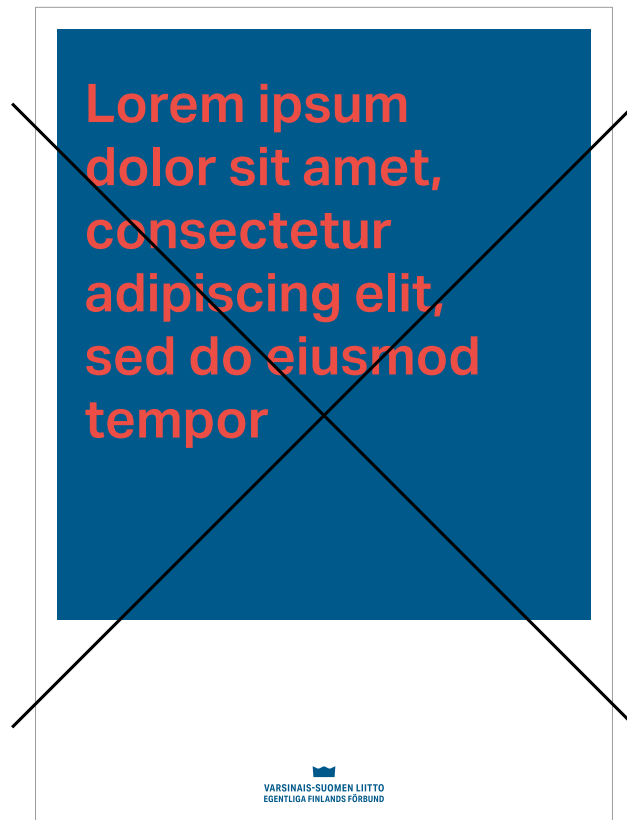 Lorem ipsum
dolor sit amet,
consectetur
adipiscing elit,
sed do eiusmod
tempor
VARSINAIS-SUOMEN LIITTO
EGENTLIGA FINLANDS FÖRBUND